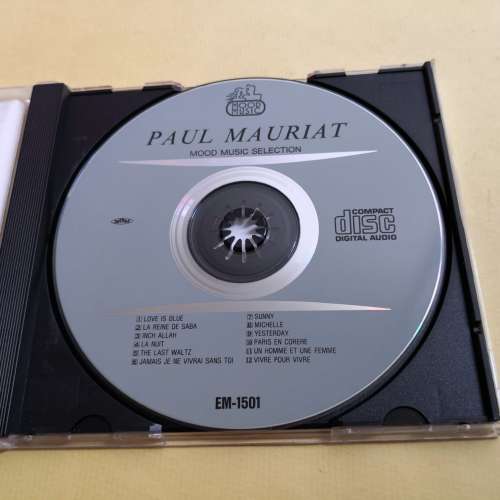 MOOD
MUSIC
PAUL MAURIAT
MOOD MUSIC SELECTION
COMPACT
disc
DIGITAL AUDIO
1 LOVE IS BLUE
2 LA REINE DE SABA
3 INCH ALLAH
4 LA NUIT
5 THE LAST WALTZ
6 JAMAIS JE NE VIVRAI SANS TOI
7 SUNNY
8 MICHELLE
9 YESTERDAY
10 PARIS EN CORERE
11 UN HOMME ET UNE FEMME
12 VIVRE POUR VIVRE
EM-1501